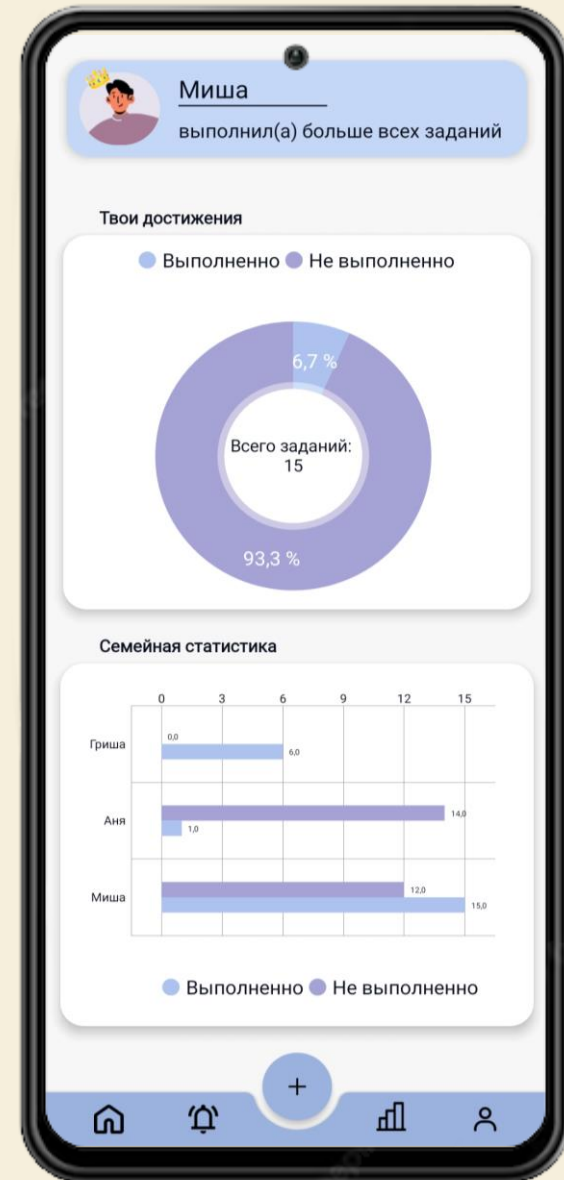 Миша
выполнил(а) больше всех заданий
Твои достижения
Выполненно Не выполненно
6,7 %
Всего заданий:
15
93,3 %
Семейная статистика
0 3 6 9 12 15
Гриша
0,0
6,0
Аня
14,0
1,0
Миша
12,0
15,0
Выполненно Не выполненно
+